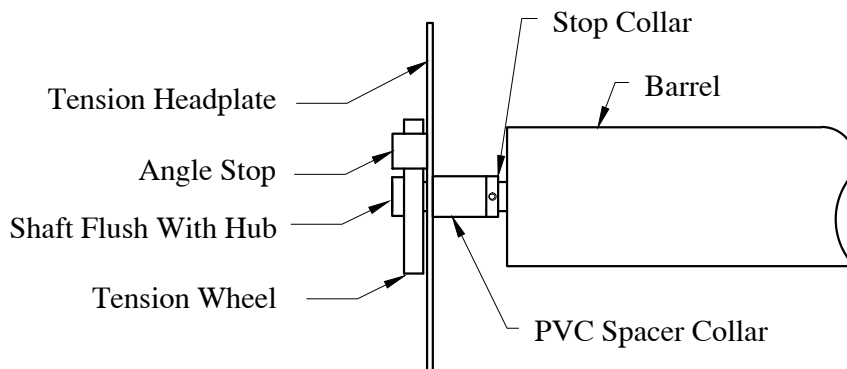 Stop Collar
Barrel
Tension Headplate
Angle Stop
Shaft Flush With Hub
Tension Wheel
PVC Spacer Collar